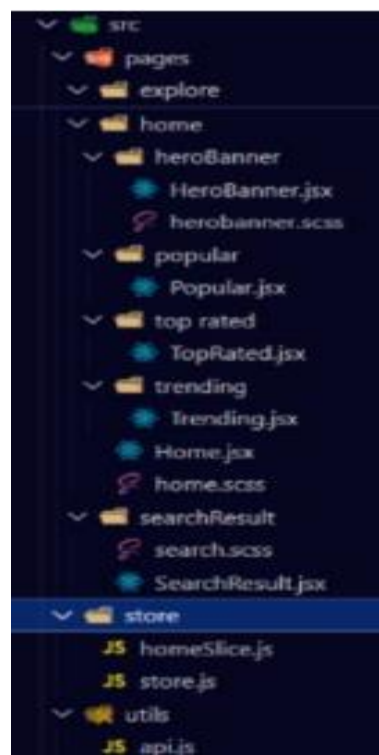 src
pages
explore
home
heroBanner
HeroBanner.jsx
herobanner.scss
popular
Popular.jsx
top rated
TopRated.jsx
trending
Trending.jsx
Home.jsx
home.scss
searchResult
search.scss
SearchResult.jsx
store
JS homeSlice.js
JS store.js
utils
JS api.js